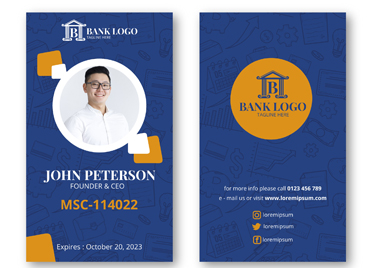 B
BANK LOGO
TAGLINE HERE
JOHN PETERSON
FOUNDER & CEO
MSC-114022
Expires : October 20, 2023
B
BANK LOGO
TAGLINE HERE
for more info please call 0123 456 789
e - mail us or visit www.loremipsum.com
loremipsum
loremipsum
loremipsum